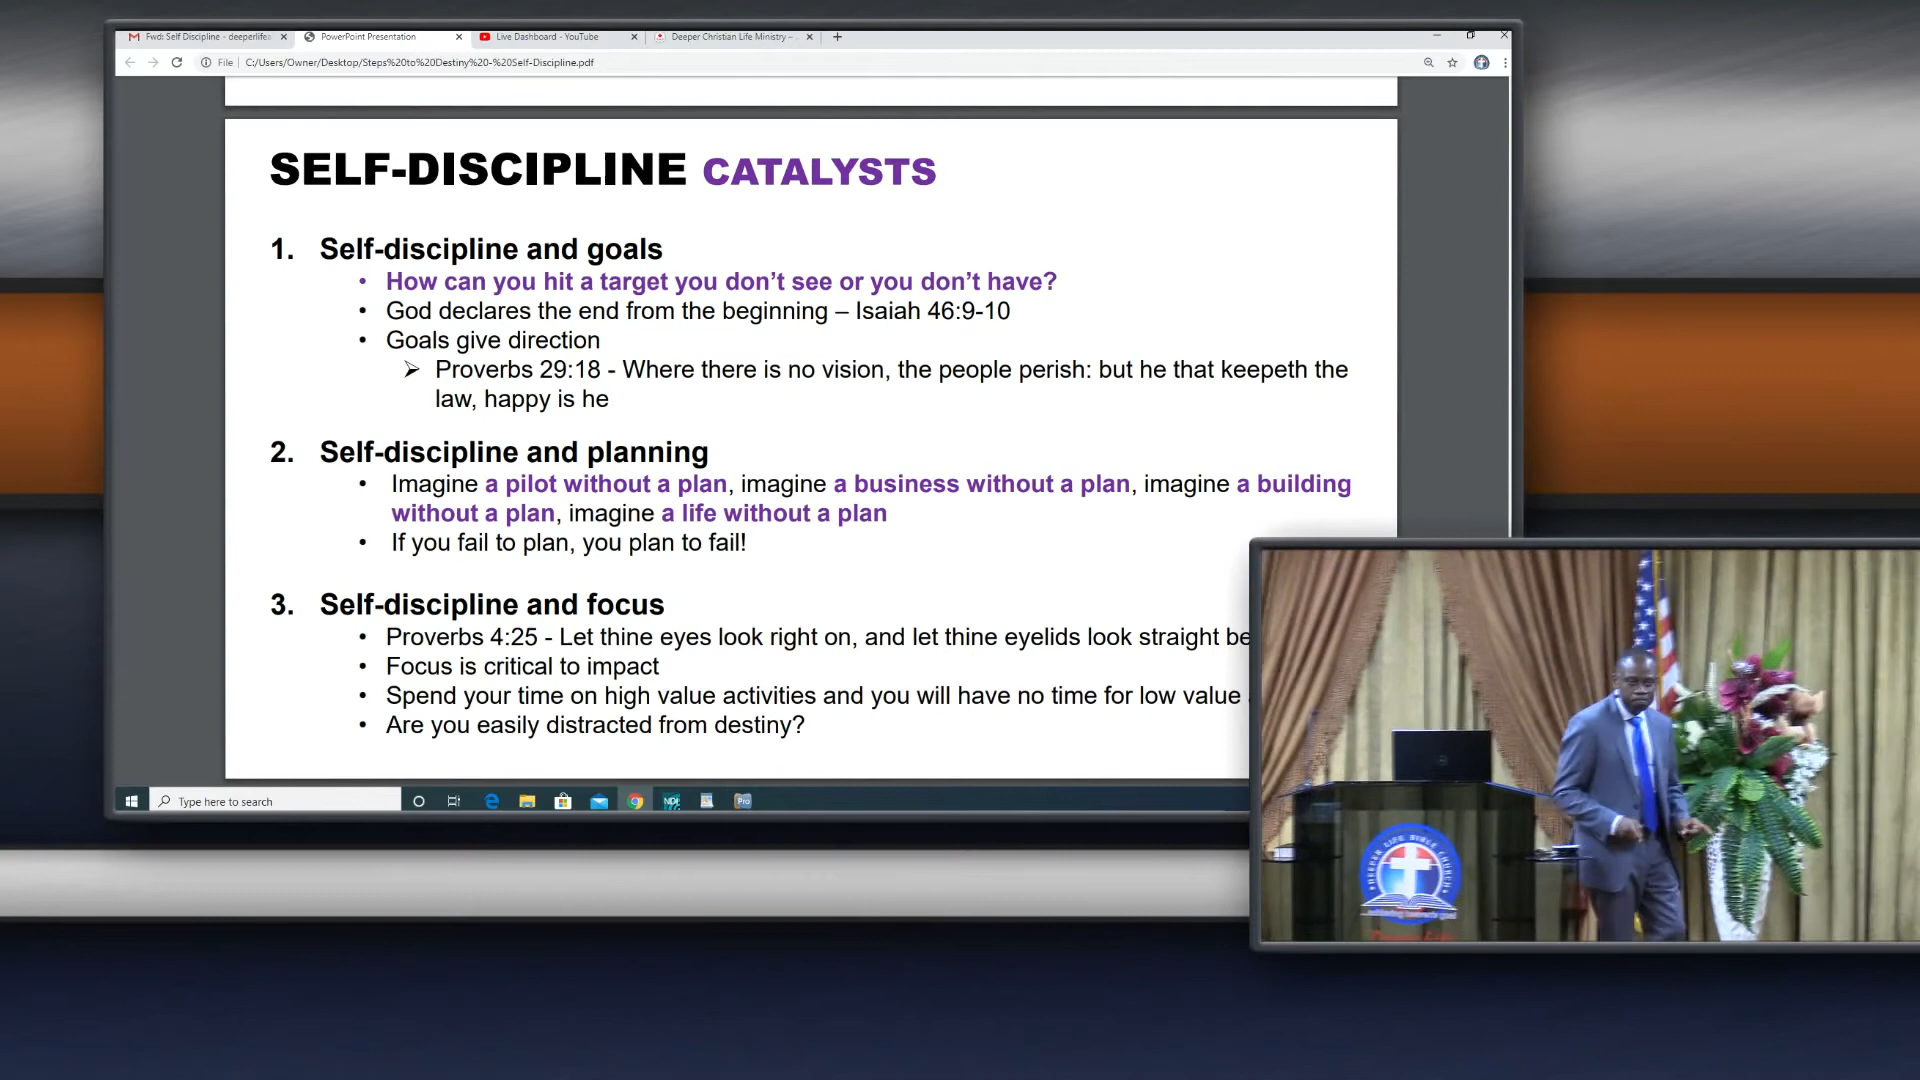 Fwd: Self Discipline - deeperlife
PowerPoint Presentation
Live Dashboard - YouTube
Deeper Christian Life Ministry –
File
C:/Users/Owner/Desktop/Steps%20to%20Destiny%20-%20Self-Discipline.pdf
SELF-DISCIPLINE CATALYSTS
1. Self-discipline and goals
• How can you hit a target you don’t see or you don’t have?
• God declares the end from the beginning – Isaiah 46:9-10
• Goals give direction
➢ Proverbs 29:18 - Where there is no vision, the people perish: but he that keepeth the
law, happy is he
2. Self-discipline and planning
• Imagine a pilot without a plan, imagine a business without a plan, imagine a building
without a plan, imagine a life without a plan
• If you fail to plan, you plan to fail!
3. Self-discipline and focus
• Proverbs 4:25 - Let thine eyes look right on, and let thine eyelids look straight be
• Focus is critical to impact
• Spend your time on high value activities and you will have no time for low value
• Are you easily distracted from destiny?
Type here to search
NDI
Pro
DEEPER LIFE BIBLE CHURCH